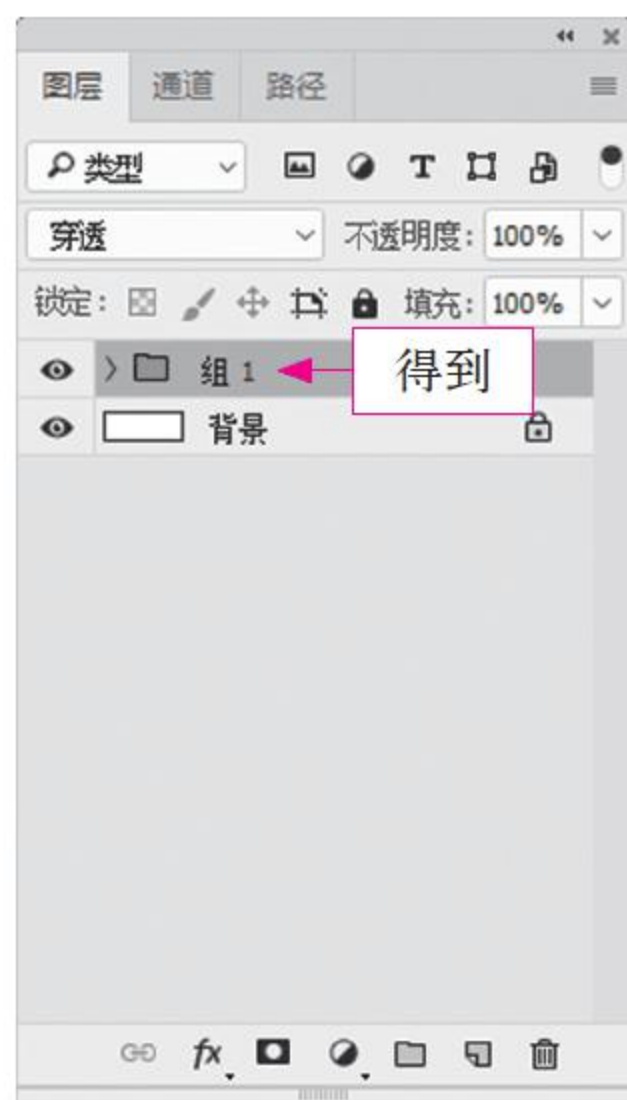 图层 通道 路径
类型
穿透 不透明度: 100%
锁定: 填充: 100%
组 1 得到
背景
fx